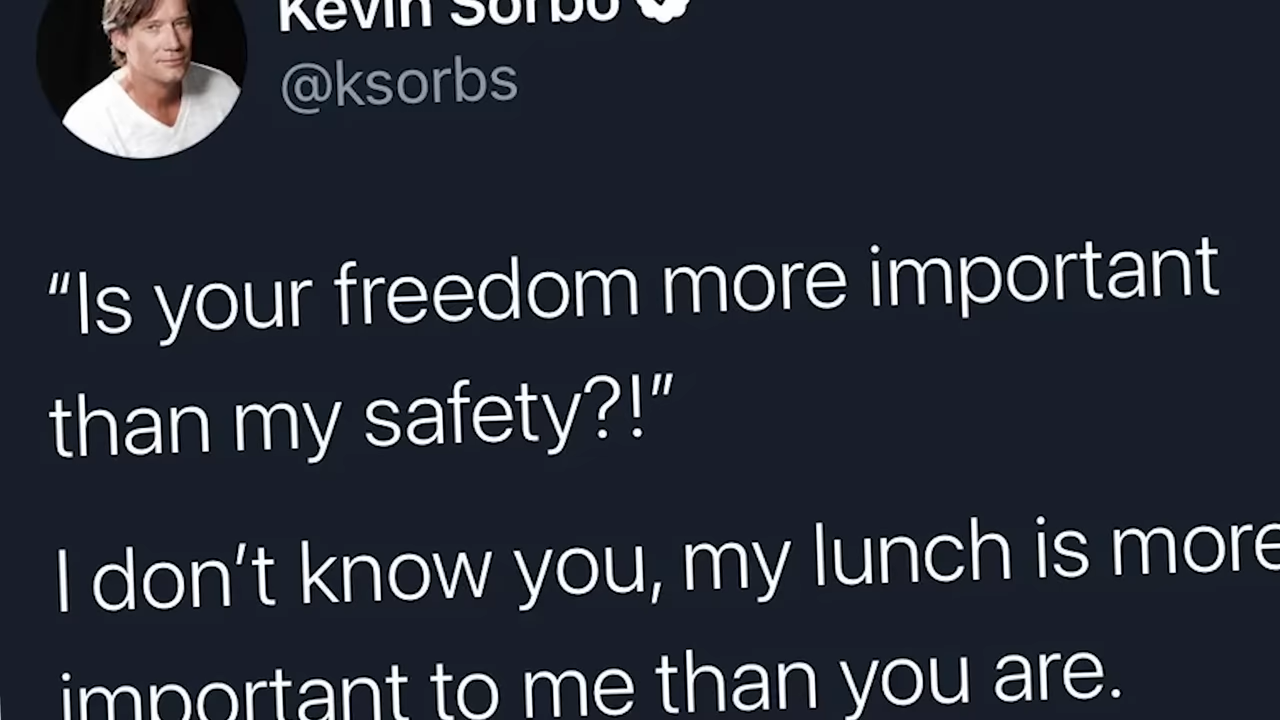 Kevin Sorbo
@ksorbs
“Is your freedom more important
than my safety?!”
I don’t know you, my lunch is more
important to me than you are.